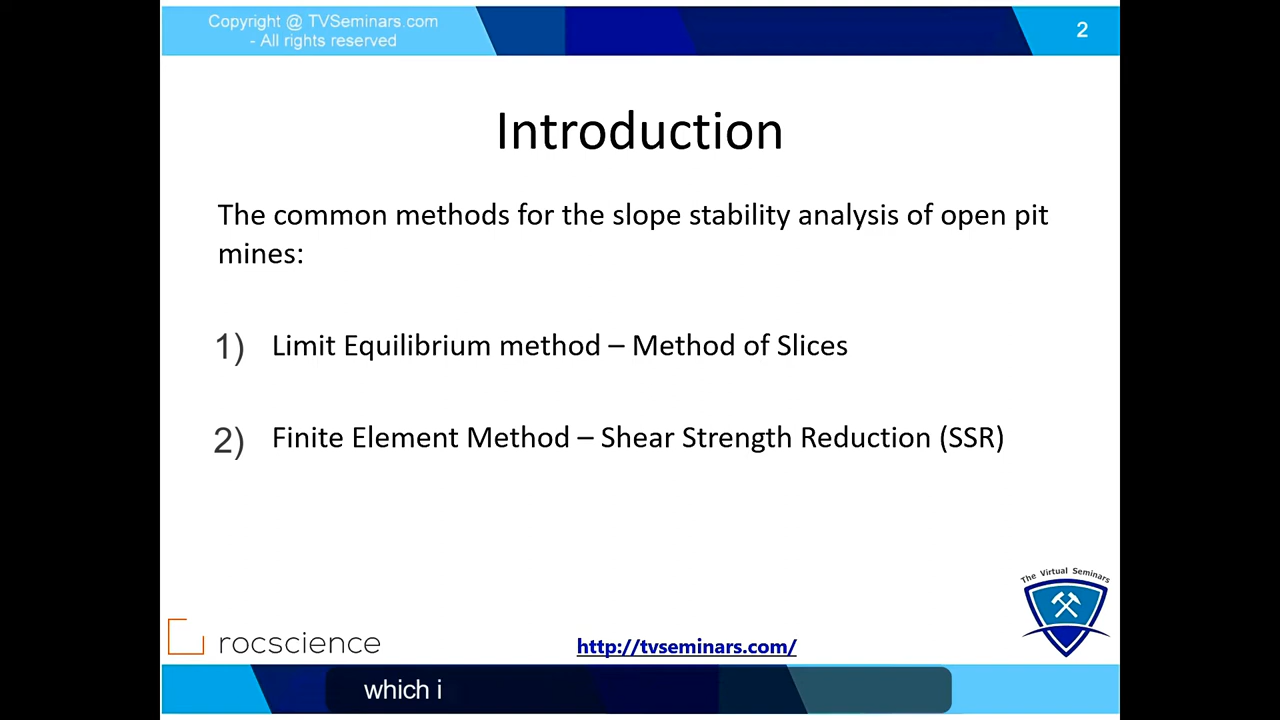 Copyright @ TVSeminars.com
- All rights reserved
2
Introduction
The common methods for the slope stability analysis of open pit
mines:
1) Limit Equilibrium method – Method of Slices
2) Finite Element Method – Shear Strength Reduction (SSR)
The Virtual Seminars
rocscience
http://tvseminars.com/
which i